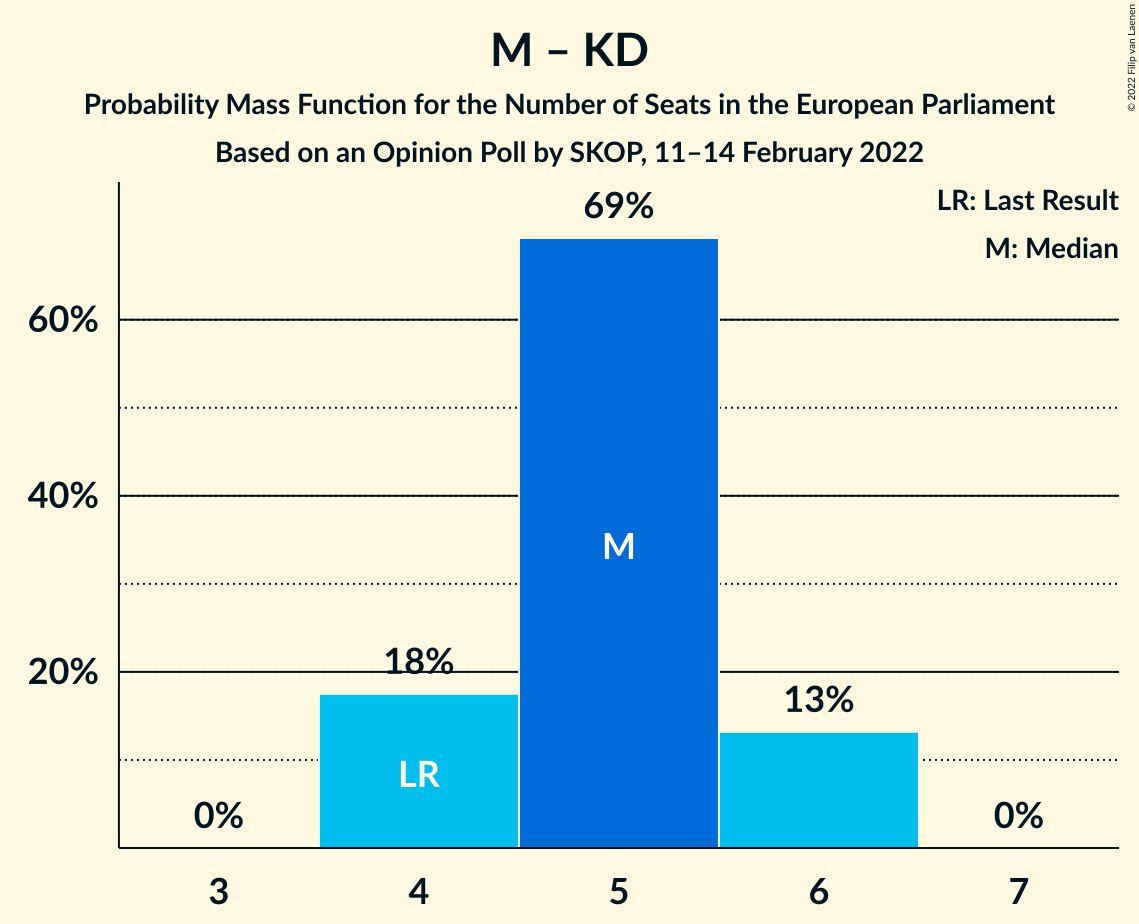 M – KD
Probability Mass Function for the Number of Seats in the European Parliament
Based on an Opinion Poll by SKOP, 11–14 February 2022
© 2022 Filip van Laenen
LR: Last Result
M: Median
69%
60%
40%
M
20%
18%
13%
LR
0%
0%
3 4 5 6 7